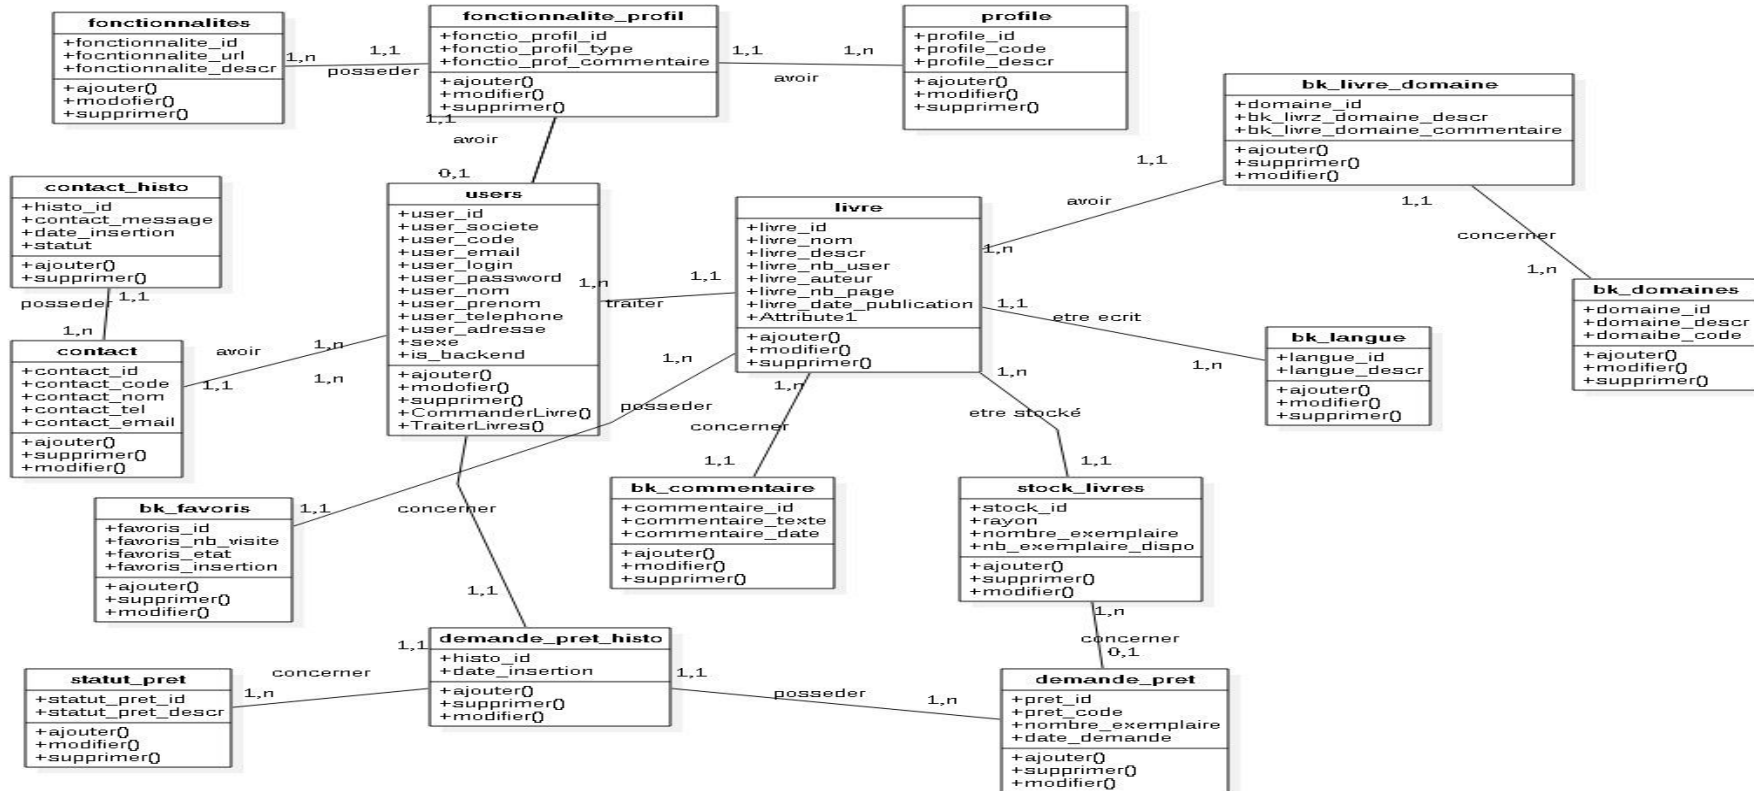 fonctionnalites
+fonctionnalite_id
+focntionnalite_url
+fonctionnalite_descr
+ajouter()
+modofier()
+supprimer()
1,n
1,1
posseder
fonctionnalite_profil
+fonctio_profil_id
+fonctio_profil_type
+fonctio_prof_commentaire
+ajouter()
+modifier()
+supprimer()
1,1
1,n
avoir
profile
+profile_id
+profile_code
+profile_descr
+ajouter()
+modifier()
+supprimer()
1,1
avoir
0,1
bk_livre_domaine
+domaine_id
+bk_livrz_domaine_descr
+bk_livre_domaine_commentaire
+ajouter()
+supprimer()
+modifier()
1,1
avoir
1,n
1,1
concerner
1,n
contact_histo
+histo_id
+contact_message
+date_insertion
+statut
+ajouter()
+supprimer()
posseder
1,1
1,n
users
+user_id
+user_societe
+user_code
+user_email
+user_login
+user_password
+user_nom
+user_prenom
+user_telephone
+user_adresse
+sexe
+is_backend
+ajouter()
+modofier()
+supprimer()
+CommanderLivre()
+TraiterLivres()
1,n
1,1
traiter
livre
+livre_id
+livre_nom
+livre_descr
+livre_nb_user
+livre_auteur
+livre_nb_page
+livre_date_publication
+Attribute1
+ajouter()
+modifier()
+supprimer()
1,1
etre ecrit
1,n
bk_langue
+langue_id
+langue_descr
+ajouter()
+modifier()
+supprimer()
bk_domaines
+domaine_id
+domaine_descr
+domaibe_code
+ajouter()
+modifier()
+supprimer()
contact
+contact_id
+contact_code
+contact_nom
+contact_tel
+contact_email
+ajouter()
+supprimer()
+modifier()
avoir
1,n
1,1
1,n
1,n
posseder
1,1
1,n
concerner
1,1
1,n
etre stocké
1,1
bk_favoris
+favoris_id
+favoris_nb_visite
+favoris_etat
+favoris_insertion
+ajouter()
+supprimer()
+modifier()
concerner
1,1
bk_commentaire
+commentaire_id
+commentaire_texte
+commentaire_date
+ajouter()
+modifier()
+supprimer()
stock_livres
+stock_id
+rayon
+nombre_exemplaire
+nb_exemplaire_dispo
+ajouter()
+supprimer()
+modifier()
1,n
concerner
0,1
statut_pret
+statut_pret_id
+statut_pret_descr
+ajouter()
+modifier()
+supprimer()
concerner
1,n
1,1
demande_pret_histo
+histo_id
+date_insertion
+ajouter()
+supprimer()
+modifier()
1,1
posseder
1,n
demande_pret
+pret_id
+pret_code
+nombre_exemplaire
+date_demande
+ajouter()
+supprimer()
+modifier()